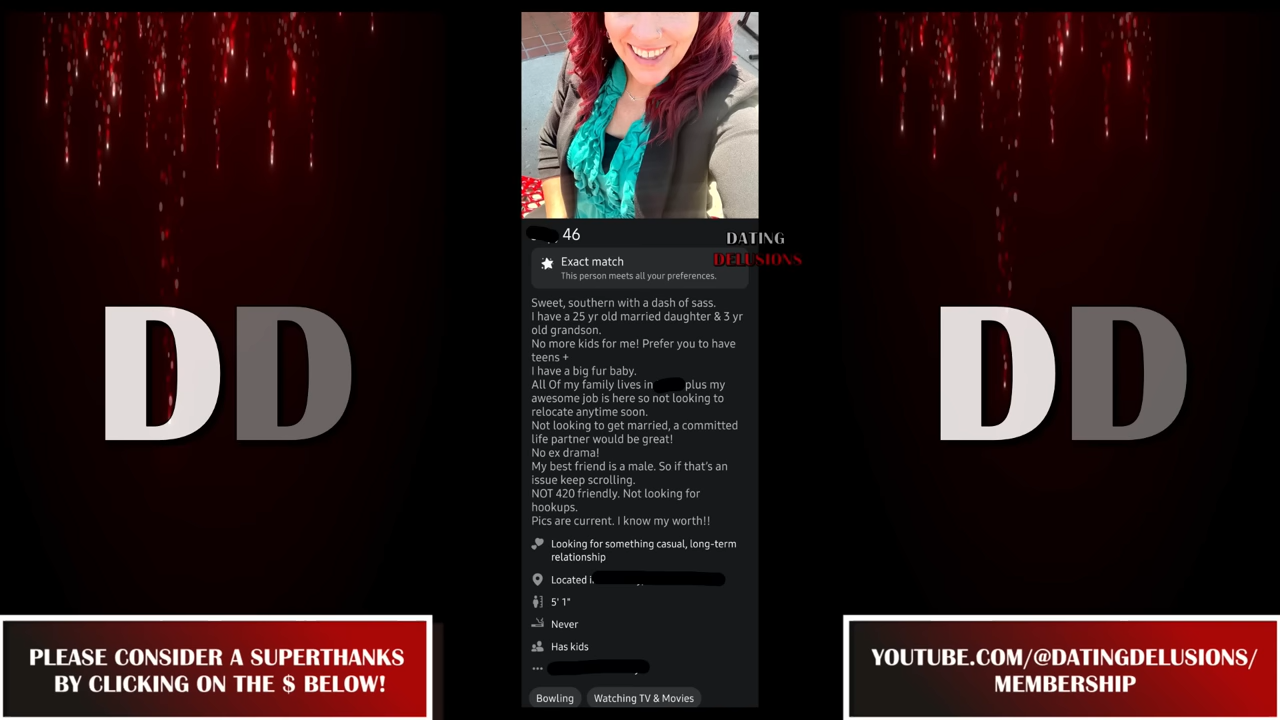 46
DATING
DELUSIONS
Exact match
This person meets all your preferences.
Sweet, southern with a dash of sass.
I have a 25 yr old married daughter & 3 yr
old grandson.
No more kids for me! Prefer you to have
teens +
I have a big fur baby.
All Of my family lives in plus my
awesome job is here so not looking to
relocate anytime soon.
Not looking to get married, a committed
life partner would be great!
No ex drama!
My best friend is a male. So if that's an
issue keep scrolling.
NOT 420 friendly. Not looking for
hookups.
Pics are current. I know my worth!!
Looking for something casual, long-term
relationship
Located
5' 1"
Never
Has kids
Bowling
Watching TV & Movies
DD
DD
PLEASE CONSIDER A SUPERTHANKS
BY CLICKING ON THE $ BELOW!
YOUTUBE.COM/@DATINGDELUSIONS/
MEMBERSHIP